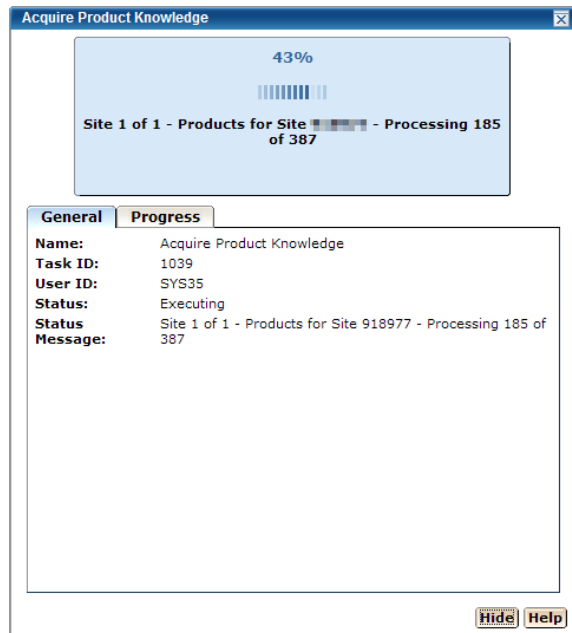 Acquire Product Knowledge
43%
Site 1 of 1 - Products for Site - Processing 185
of 387
General Progress
Name: Acquire Product Knowledge
Task ID: 1039
User ID: SYS35
Status: Executing
Status Message: Site 1 of 1 - Products for Site 918977 - Processing 185 of
387
Hide Help